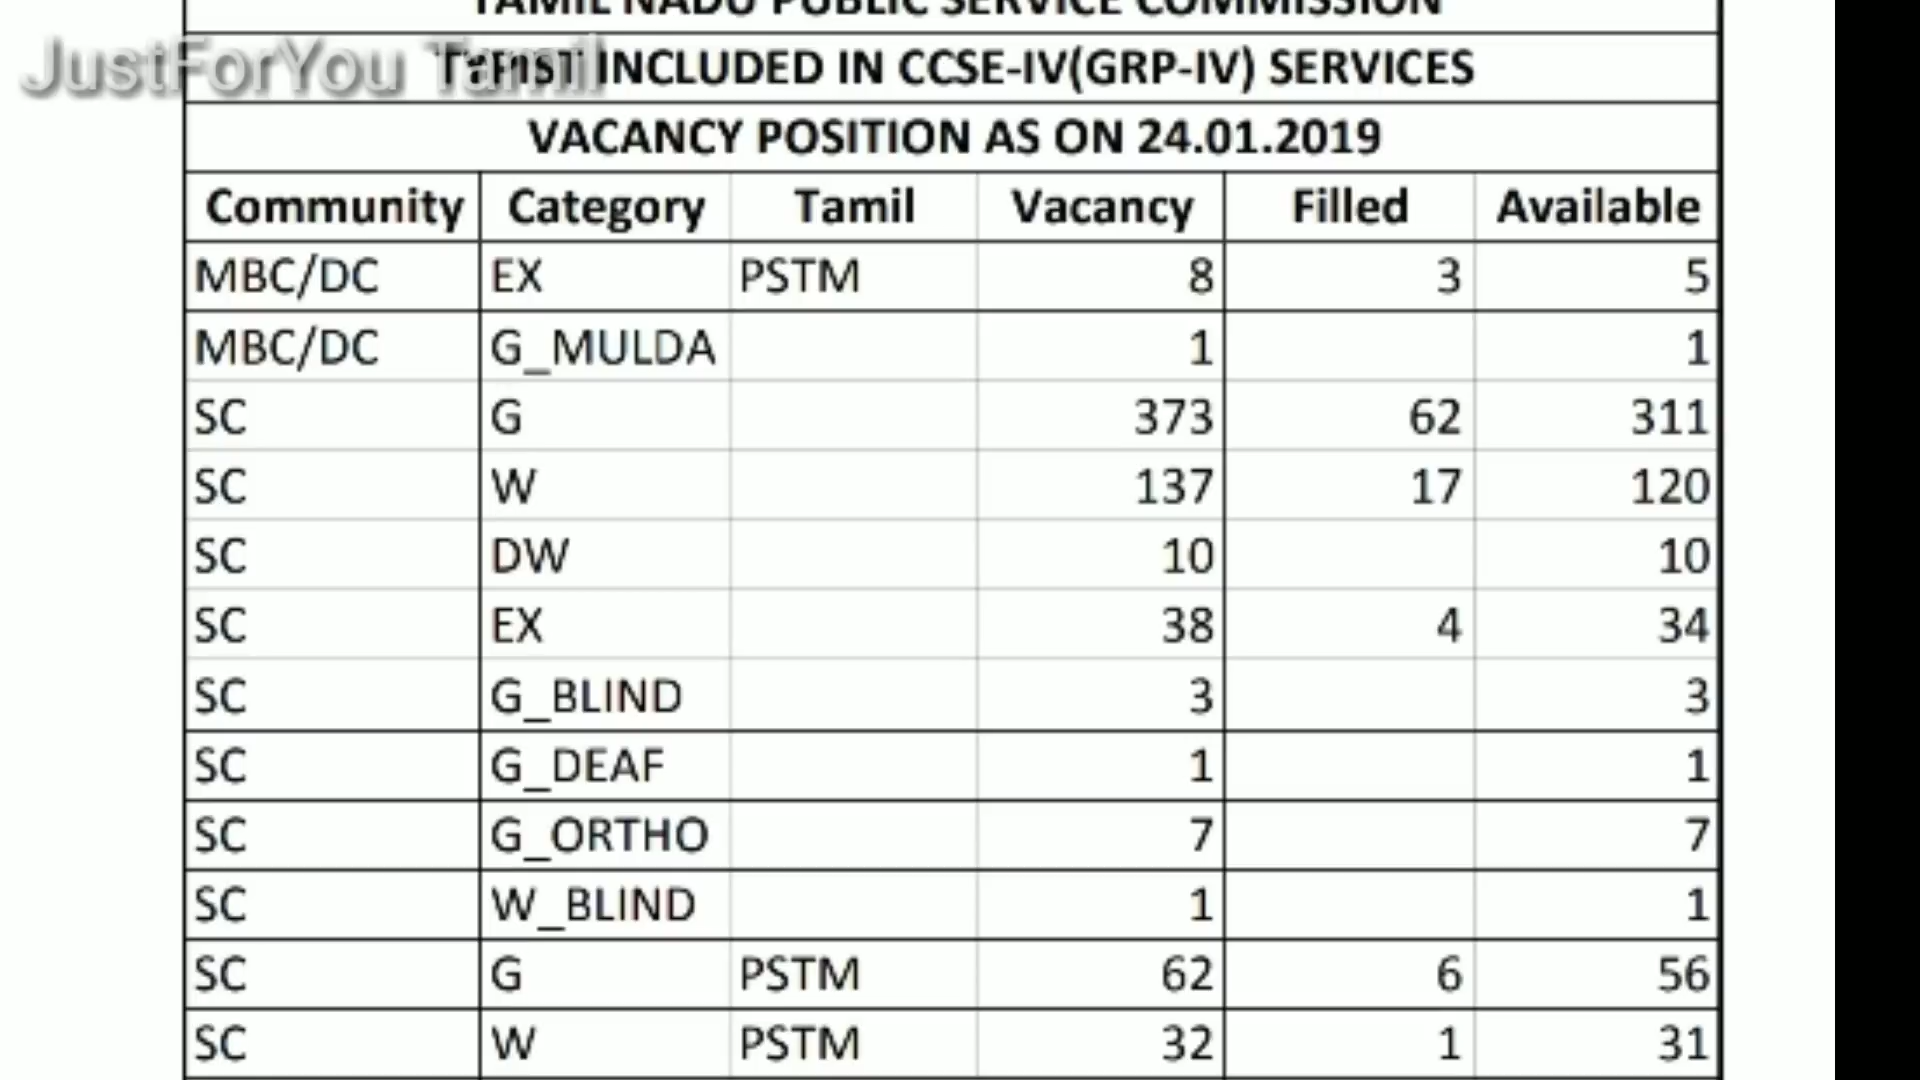 TAMIL NADU PUBLIC SERVICE COMMISSION
JustForYou Tamil
TYPIST INCLUDED IN CCSE-IV(GRP-IV) SERVICES
VACANCY POSITION AS ON 24.01.2019
Community Category Tamil Vacancy Filled Available
MBC/DC EX PSTM 8 3 5
MBC/DC G_MULDA 1 1
SC G 373 62 311
SC W 137 17 120
SC DW 10 10
SC EX 38 4 34
SC G_BLIND 3 3
SC G_DEAF 1 1
SC G_ORTHO 7 7
SC W_BLIND 1 1
SC G PSTM 62 6 56
SC W PSTM 32 1 31